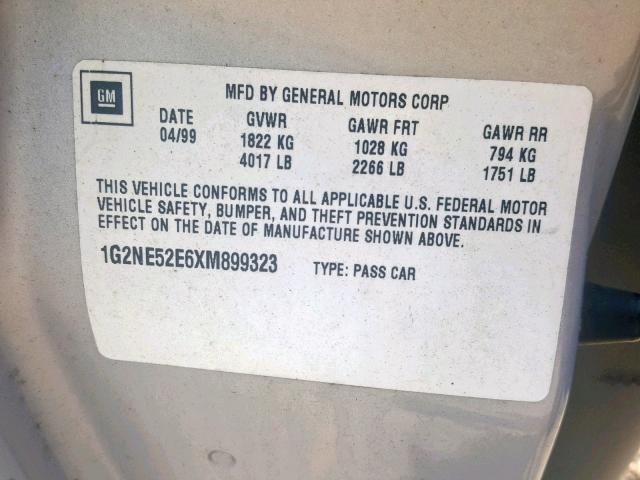 GM
MFD BY GENERAL MOTORS CORP
DATE GVWR GAWR FRT GAWR RR
04/99 1822 KG 1028 KG 794 KG
4017 LB 2266 LB 1751 LB
THIS VEHICLE CONFORMS TO ALL APPLICABLE U.S. FEDERAL MOTOR
VEHICLE SAFETY, BUMPER, AND THEFT PREVENTION STANDARDS IN
EFFECT ON THE DATE OF MANUFACTURE SHOWN ABOVE.
1G2NE52E6XM899323 TYPE: PASS CAR